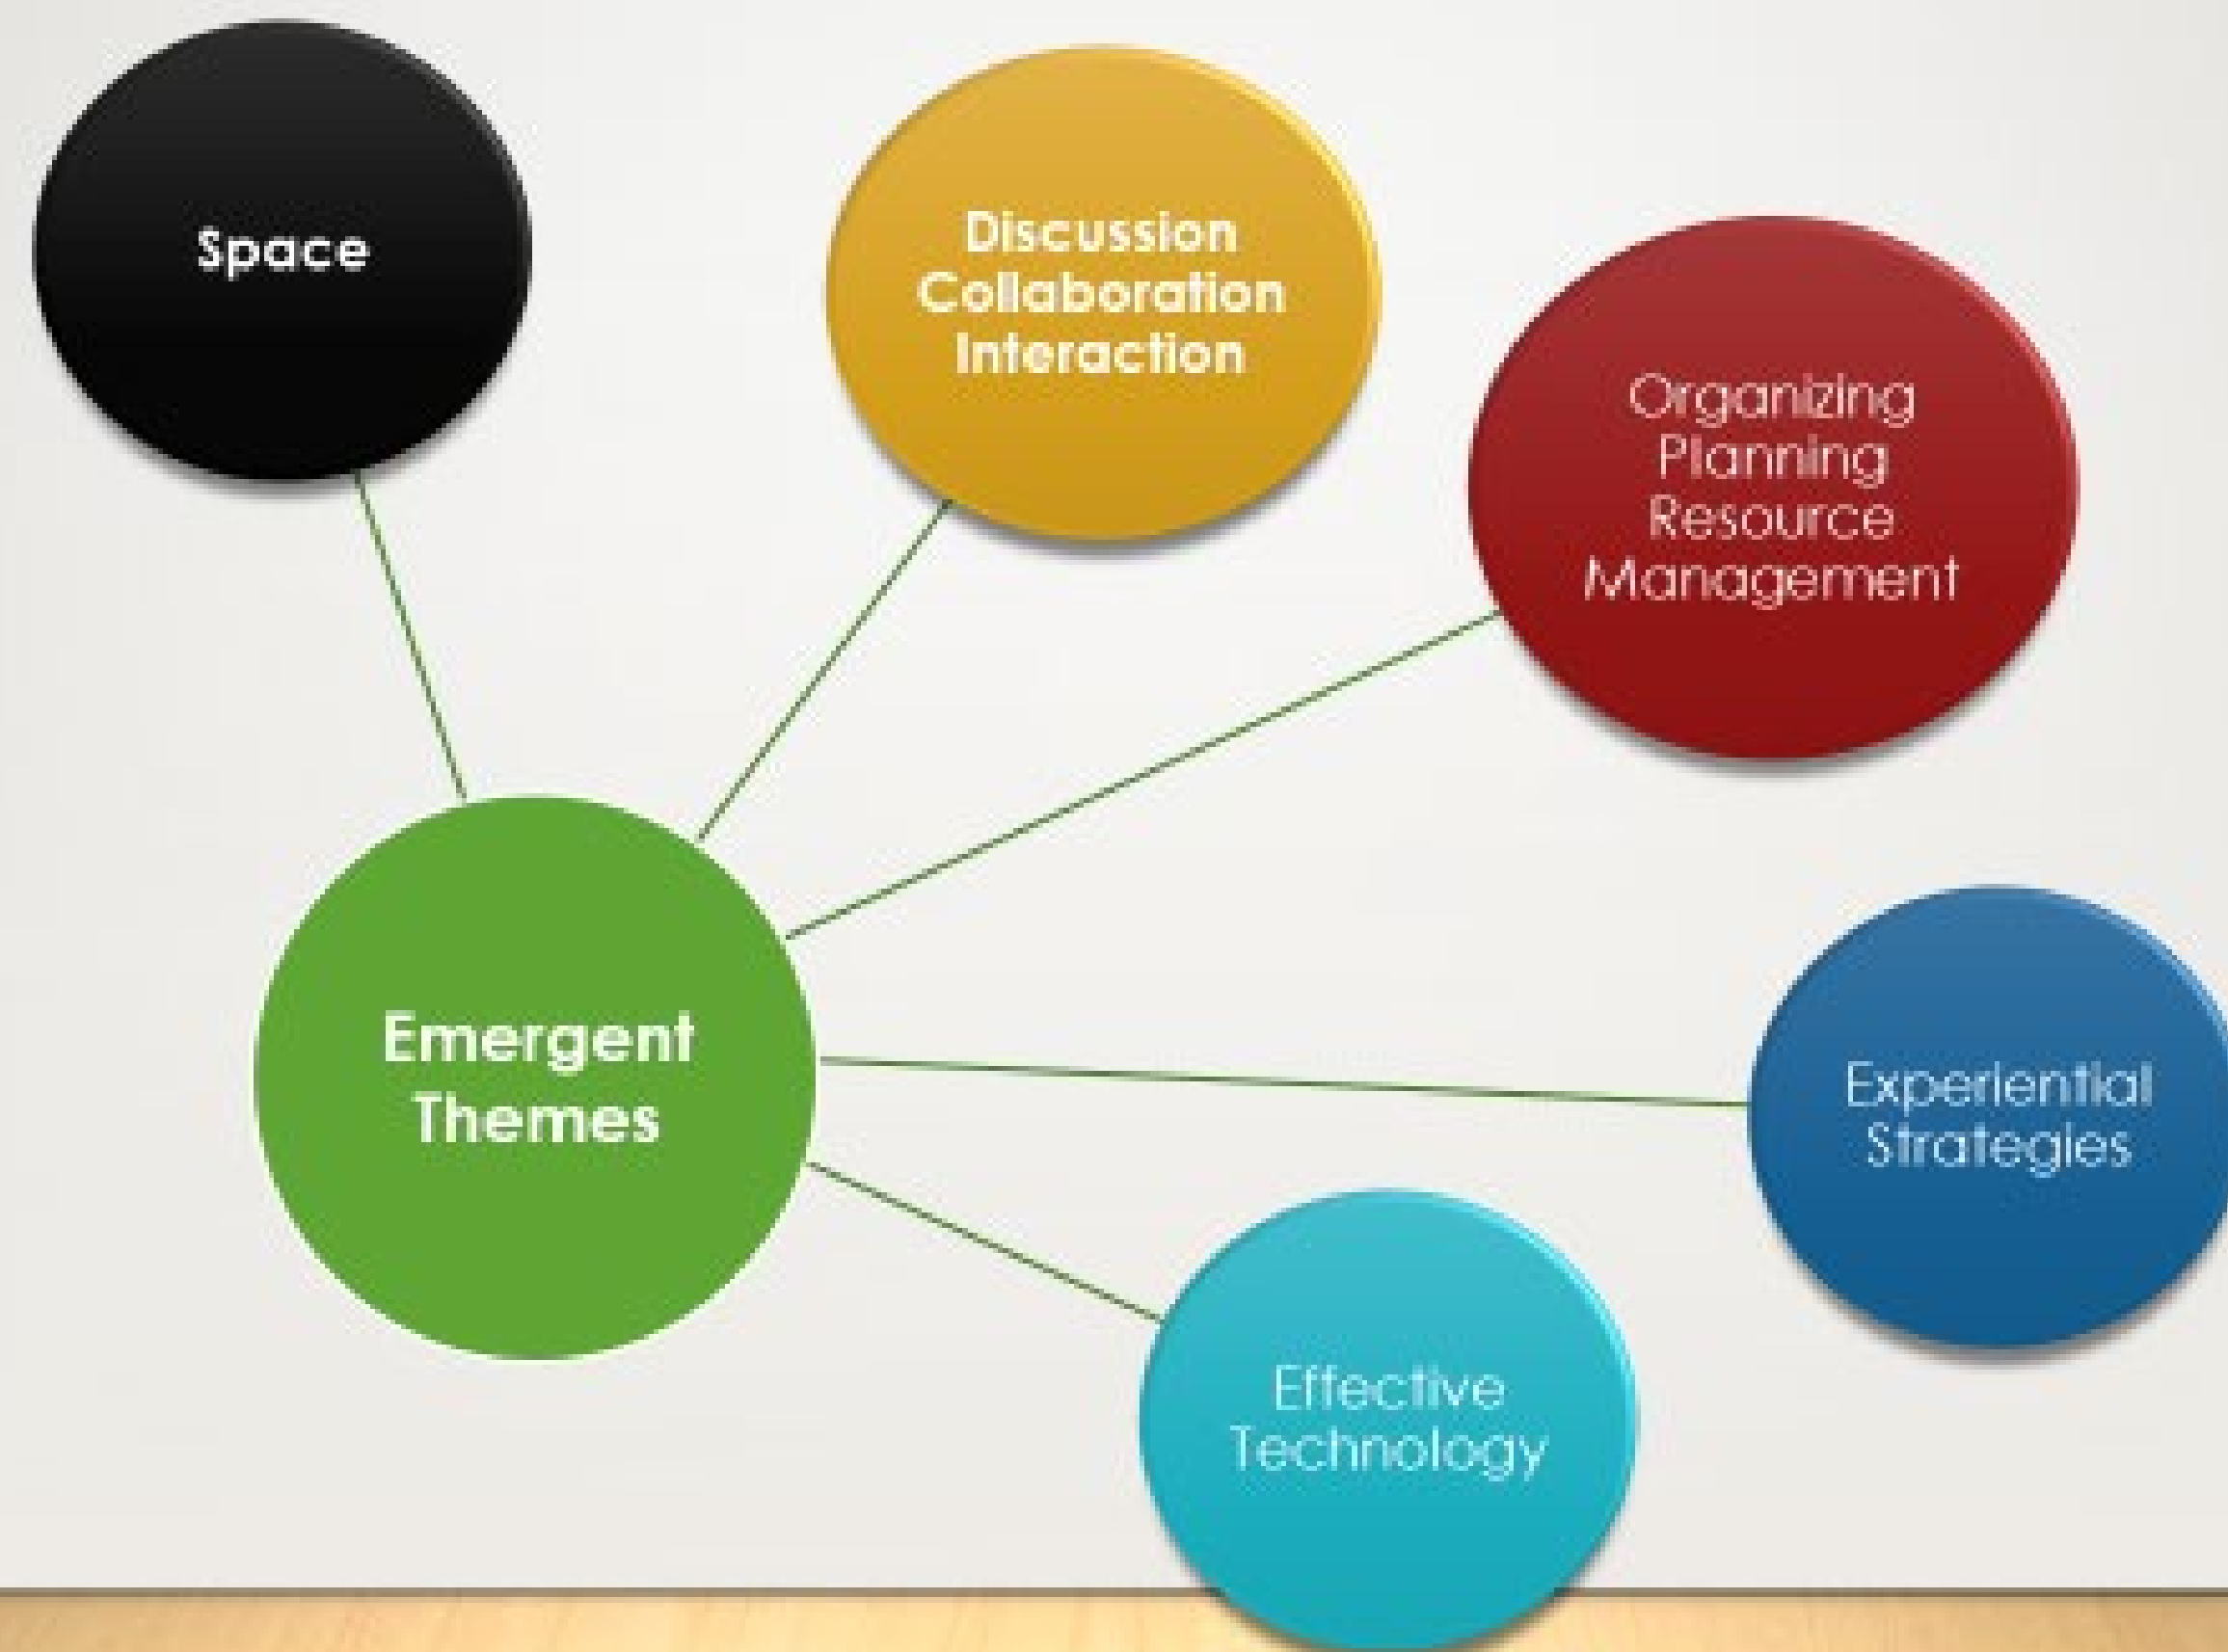 Space
Discussion
Collaboration
Interaction
Organizing
Planning
Resource
Management
Emergent
Themes
Experiential
Strategies
Effective
Technology